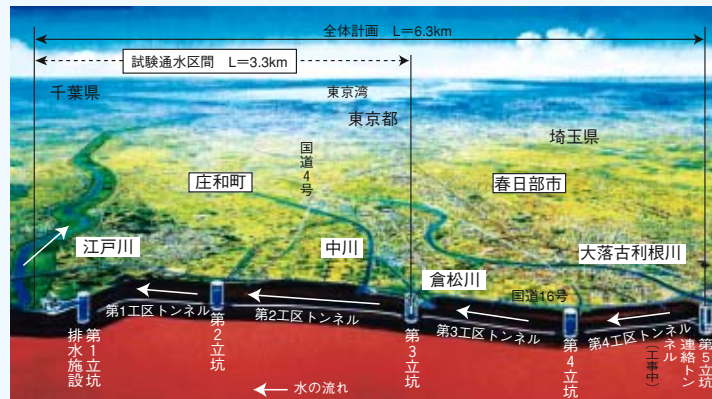 全体計画 L=6.3km
試験通水区間 L=3.3km
千葉県
東京湾
東京都
埼玉県
国道4号
庄和町
春日部市
江戸川
中川
倉松川
大落古利根川
国道16号
第1工区トンネル
第2工区トンネル
第3工区トンネル
第4工区トンネル
第1立坑
排水施設
第2立坑
第3立坑
第4立坑
第5立坑
連絡トン
ネル
(工事中)
水の流れ